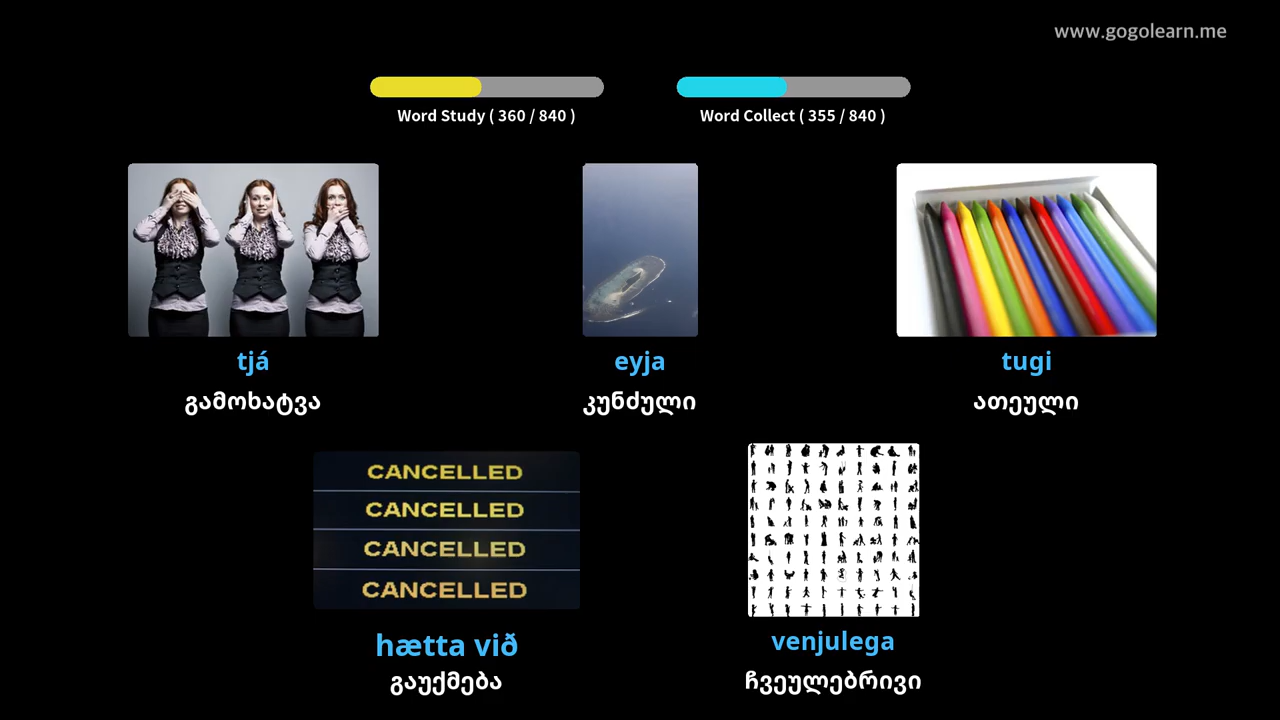 www.gogolearn.me
Word Study ( 360 / 840 )
Word Collect ( 355 / 840 )
tjá
გამოხატვა
eyja
კუნძული
tugi
ათეული
CANCELLED
CANCELLED
CANCELLED
CANCELLED
hætta við
გაუქმება
venjulega
ჩვეულებრივი